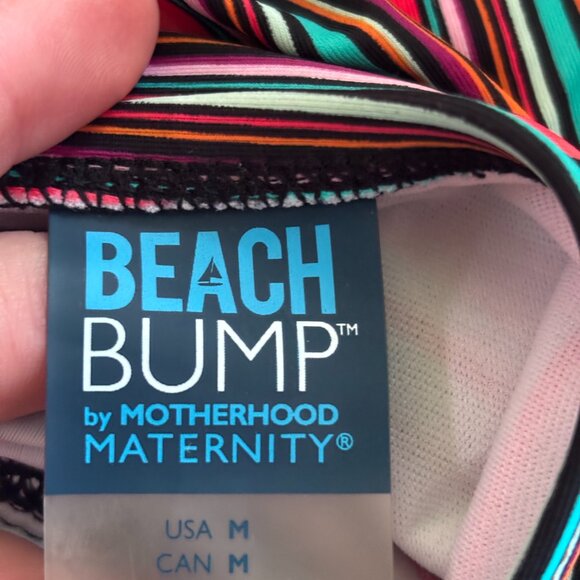 BEACH
BUMP™
by MOTHERHOOD
MATERNITY®
USA M
CAN M